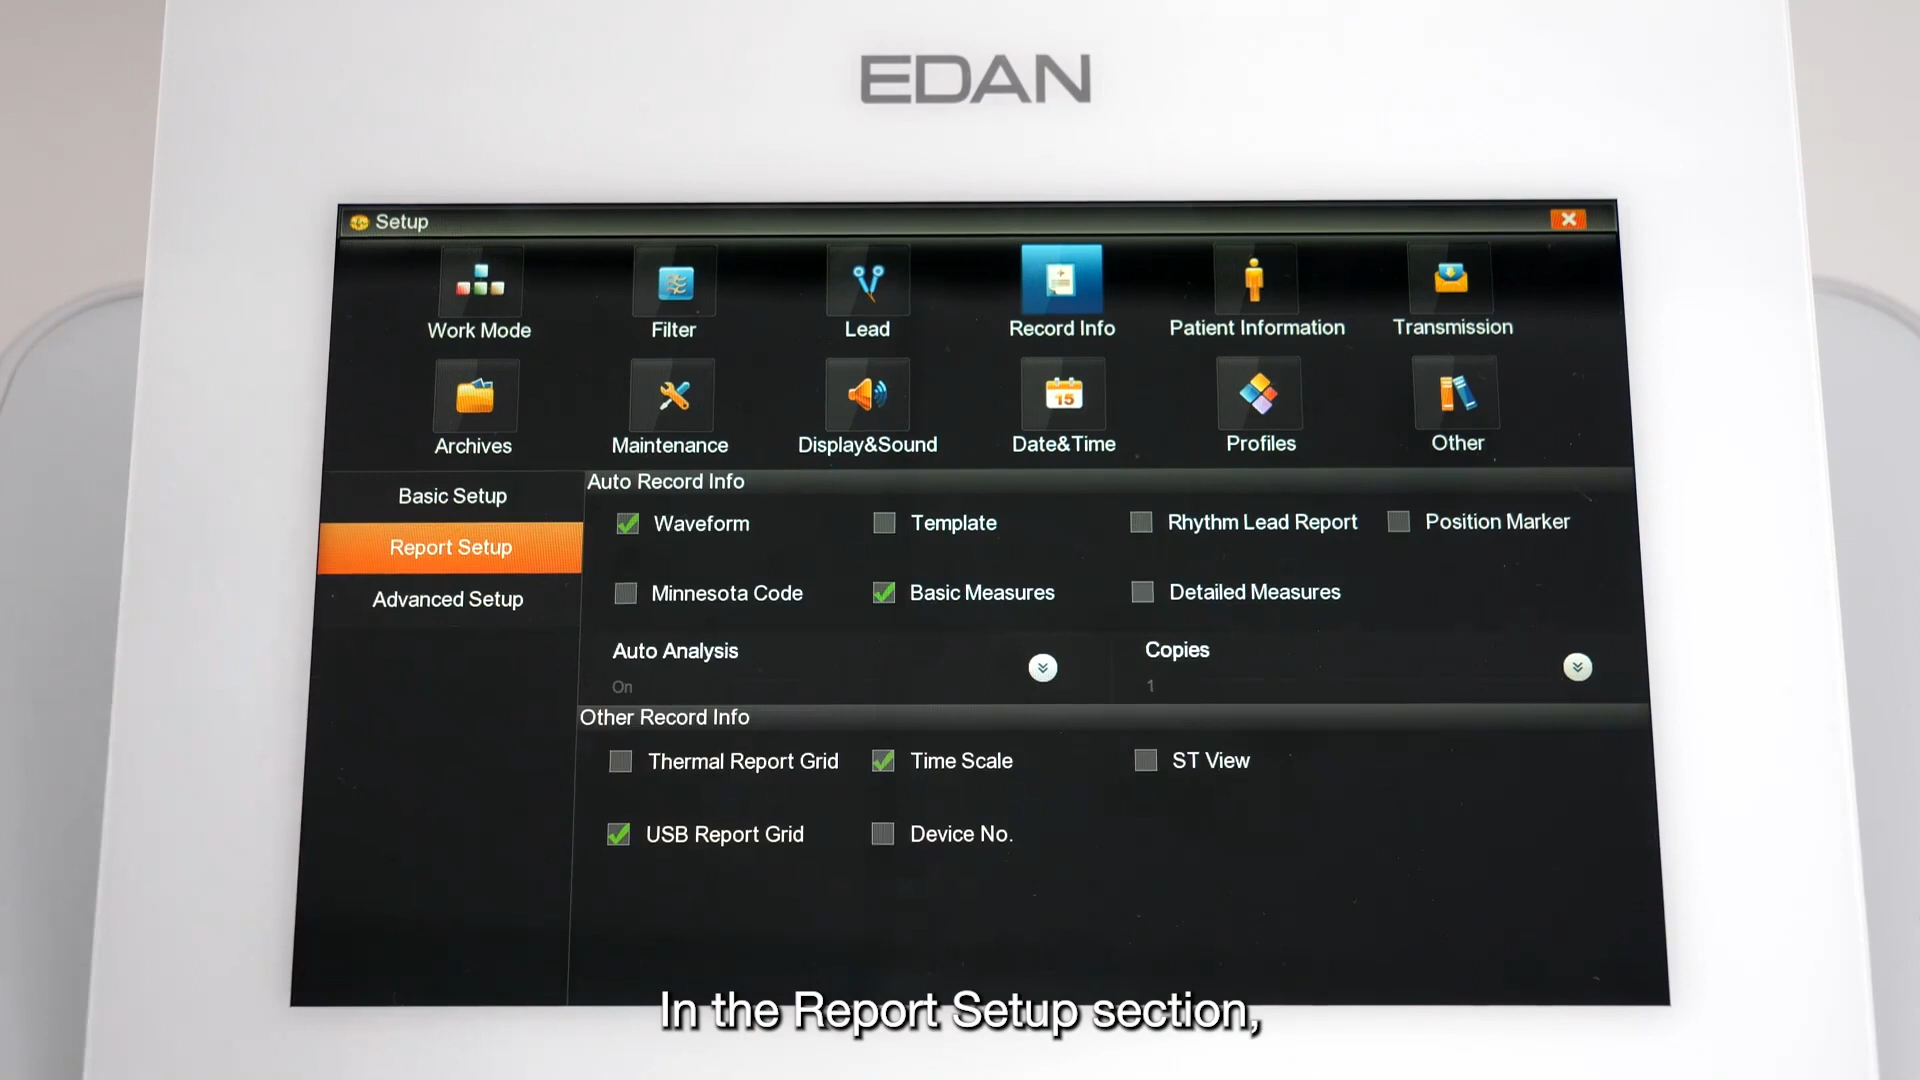 EDAN
Setup
Work Mode Filter Lead Record Info Patient Information Transmission
15
Archives Maintenance Display&Sound Date&Time Profiles Other
Basic Setup
Report Setup
Advanced Setup
Auto Record Info
Waveform Template Rhythm Lead Report Position Marker
Minnesota Code Basic Measures Detailed Measures
Auto Analysis Copies
On 1
Other Record Info
Thermal Report Grid Time Scale ST View
USB Report Grid Device No.
In the Report Setup section,